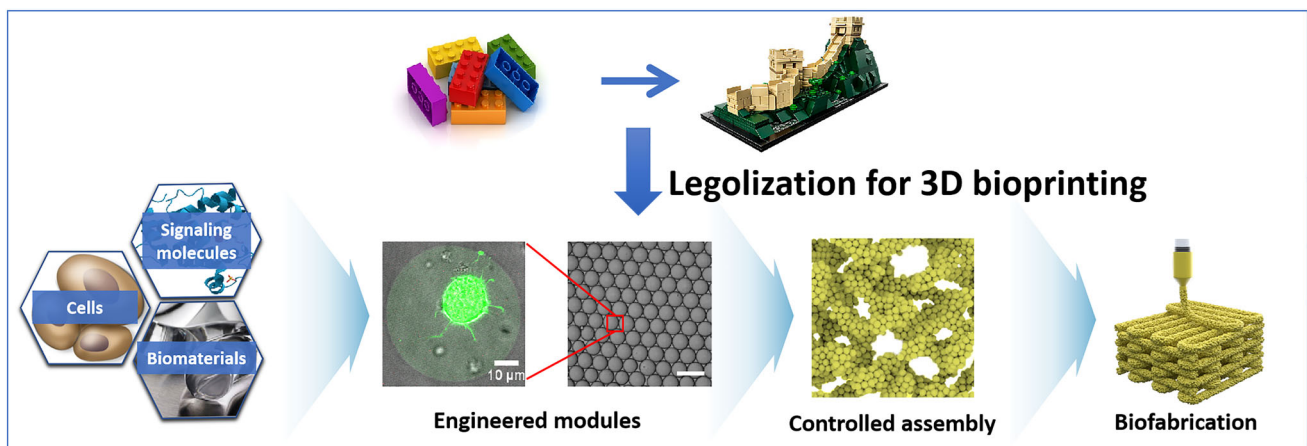 Legolization for 3D bioprinting
Signaling
molecules
Cells
Biomaterials
10 μm
Engineered modules
Controlled assembly
Biofabrication